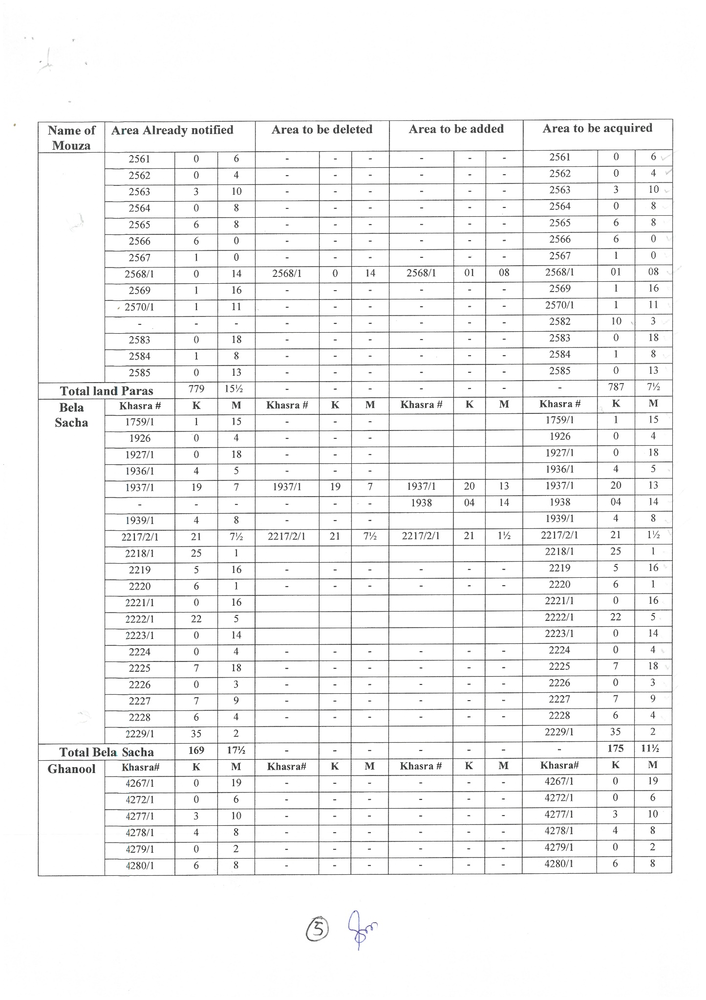 Name of Mouza Area Already notified Area to be deleted Area to be added Area to be acquired
2561 0 6 - - - - - - 2561 0 6
2562 0 4 - - - - - - 2562 0 4
2563 3 10 - - - - - - 2563 3 10
2564 0 8 - - - - - - 2564 0 8
2565 6 8 - - - - - - 2565 6 8
2566 6 0 - - - - - - 2566 6 0
2567 1 0 - - - - - - 2567 1 0
2568/1 0 14 2568/1 0 14 2568/1 01 08 2568/1 01 08
2569 1 16 - - - - - - 2569 1 16
2570/1 1 11 - - - - - - 2570/1 1 11
- - - - - - - - - 2582 10 3
2583 0 18 - - - - - - 2583 0 18
2584 1 8 - - - - - - 2584 1 8
2585 0 13 - - - - - - 2585 0 13
Total land Paras 779 15½ - - - - - - - 787 7½
Bela Sacha Khasra # K M Khasra # K M Khasra # K M Khasra # K M
1759/1 1 15 - - - 1759/1 1 15
1926 0 4 - - - 1926 0 4
1927/1 0 18 - - - 1927/1 0 18
1936/1 4 5 - - - 1936/1 4 5
1937/1 19 7 1937/1 19 7 1937/1 20 13 1937/1 20 13
- - - - - - 1938 04 14 1938 04 14
1939/1 4 8 - - - 1939/1 4 8
2217/2/1 21 7½ 2217/2/1 21 7½ 2217/2/1 21 1½ 2217/2/1 21 1½
2218/1 25 1 2218/1 25 1
2219 5 16 - - - - - - 2219 5 16
2220 6 1 - - - - - - 2220 6 1
2221/1 0 16 2221/1 0 16
2222/1 22 5 2222/1 22 5
2223/1 0 14 2223/1 0 14
2224 0 4 - - - - - - 2224 0 4
2225 7 18 - - - - - - 2225 7 18
2226 0 3 - - - - - - 2226 0 3
2227 7 9 - - - - - - 2227 7 9
2228 6 4 - - - - - - 2228 6 4
2229/1 35 2 2229/1 35 2
Total Bela Sacha 169 17½ - - - - - - - 175 11½
Ghanool Khasra# K M Khasra# K M Khasra # K M Khasra# K M
4267/1 0 19 - - - - - - 4267/1 0 19
4272/1 0 6 - - - - - - 4272/1 0 6
4277/1 3 10 - - - - - - 4277/1 3 10
4278/1 4 8 - - - - - - 4278/1 4 8
4279/1 0 2 - - - - - - 4279/1 0 2
4280/1 6 8 - - - - - - 4280/1 6 8
5